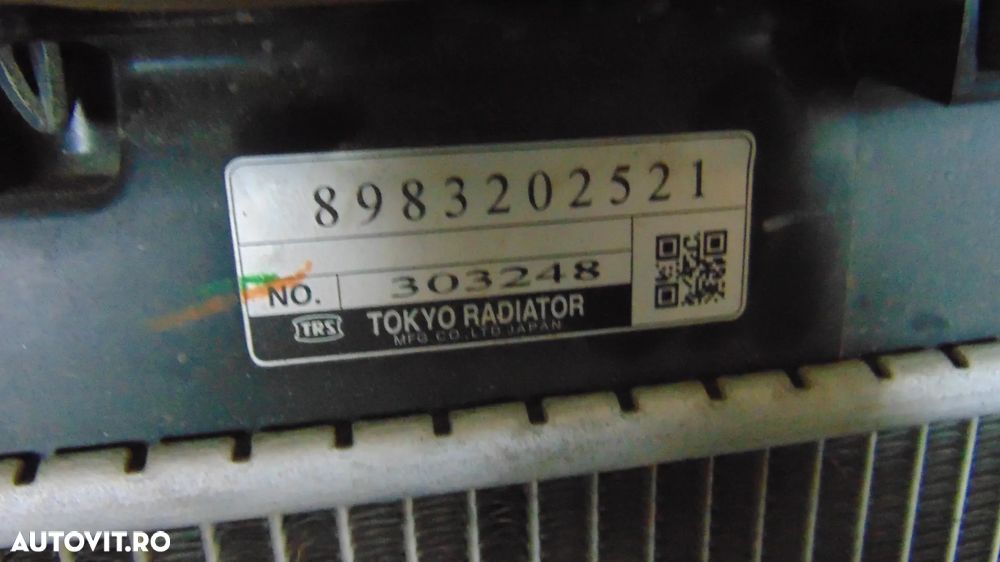 8983202521
NO. 303248
TRS TOKYO RADIATOR
MFG CO.,LTD JAPAN
AUTOVIT.RO